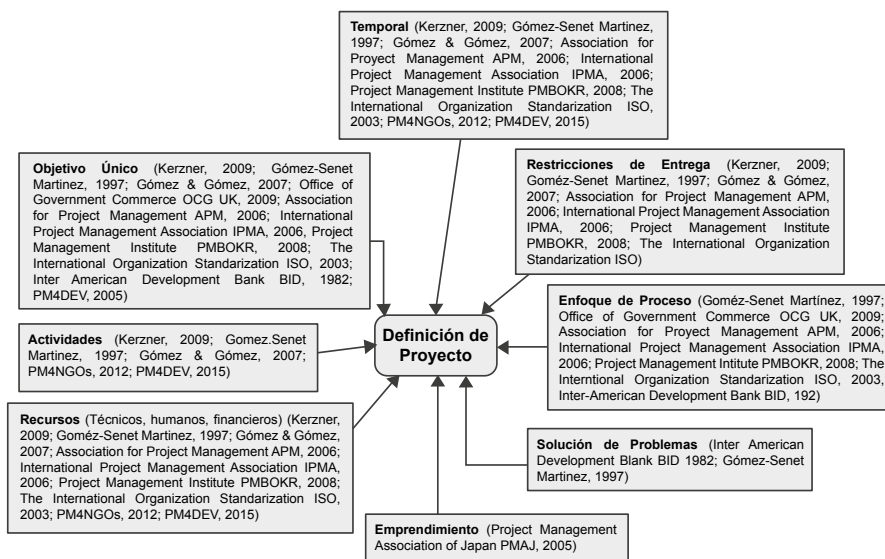 Temporal (Kerzner, 2009; Gómez-Senet Martinez,
1997; Gómez & Gómez, 2007; Association for
Proyect Management APM, 2006; International
Project Management Association IPMA, 2006;
Project Management Institute PMBOKR, 2008; The
International Organization Standarization ISO,
2003; PM4NGOs, 2012; PM4DEV, 2015)
Objetivo Único (Kerzner, 2009; Gómez-Senet
Martinez, 1997; Gómez & Gómez, 2007; Office of
Government Commerce OCG UK, 2009; Association
for Project Management APM, 2006; International
Project Management Association IPMA, 2006, Project
Management Institute PMBOKR, 2008; The
International Organization Standarization ISO, 2003;
Inter American Development Bank BID, 1982;
PM4DEV, 2005)
Restricciones de Entrega (Kerzner, 2009;
Goméz-Senet Martinez, 1997; Gómez & Gómez,
2007; Association for Project Management APM,
2006; International Project Management Association
IPMA, 2006; Project Management Institute
PMBOKR, 2008; The International Organization
Standarization ISO)
Definición de
Proyecto
Enfoque de Proceso (Goméz-Senet Martínez, 1997;
Office of Government Commerce OCG UK, 2009;
Association for Proyect Management APM, 2006;
International Project Management Association IPMA,
2006; Project Management Intitute PMBOKR, 2008; The
Interntional Organization Standarization ISO, 2003,
Inter-American Development Bank BID, 192)
Actividades (Kerzner, 2009; Gomez.Senet
Martinez, 1997; Gómez & Gómez, 2007;
PM4NGOs, 2012; PM4DEV, 2015)
Recursos (Técnicos, humanos, financieros) (Kerzner,
2009; Goméz-Senet Martinez, 1997; Gómez & Gómez,
2007; Association for Project Management APM, 2006;
International Project Management Association IPMA,
2006; Project Management Institute PMBOKR, 2008;
The International Organization Standarization ISO,
2003; PM4NGOs, 2012; PM4DEV, 2015)
Solución de Problemas (Inter American
Development Blank BID 1982; Gómez-Senet
Martinez, 1997)
Emprendimiento (Project Management
Association of Japan PMAJ, 2005)